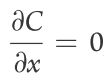 ∂C/∂x = 0